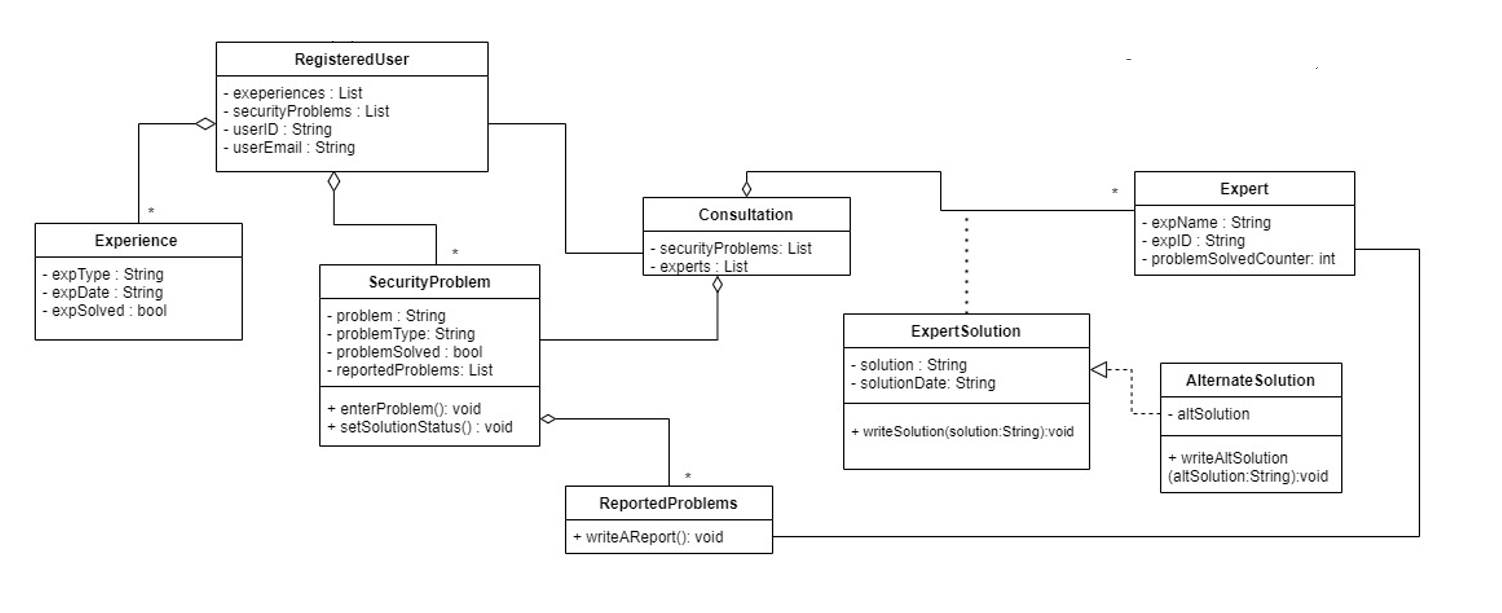 RegisteredUser
- exeperiences : List
- securityProblems : List
- userID : String
- userEmail : String
*
Experience
- expType : String
- expDate : String
- expSolved : bool
*
SecurityProblem
- problem : String
- problemType: String
- problemSolved : bool
- reportedProblems: List
+ enterProblem(): void
+ setSolutionStatus() : void
Consultation
- securityProblems: List
- experts : List
*
Expert
- expName : String
- expID : String
- problemSolvedCounter: int
ExpertSolution
- solution : String
- solutionDate: String
+ writeSolution(solution:String):void
AlternateSolution
- altSolution
+ writeAltSolution
(altSolution:String):void
*
ReportedProblems
+ writeAReport(): void